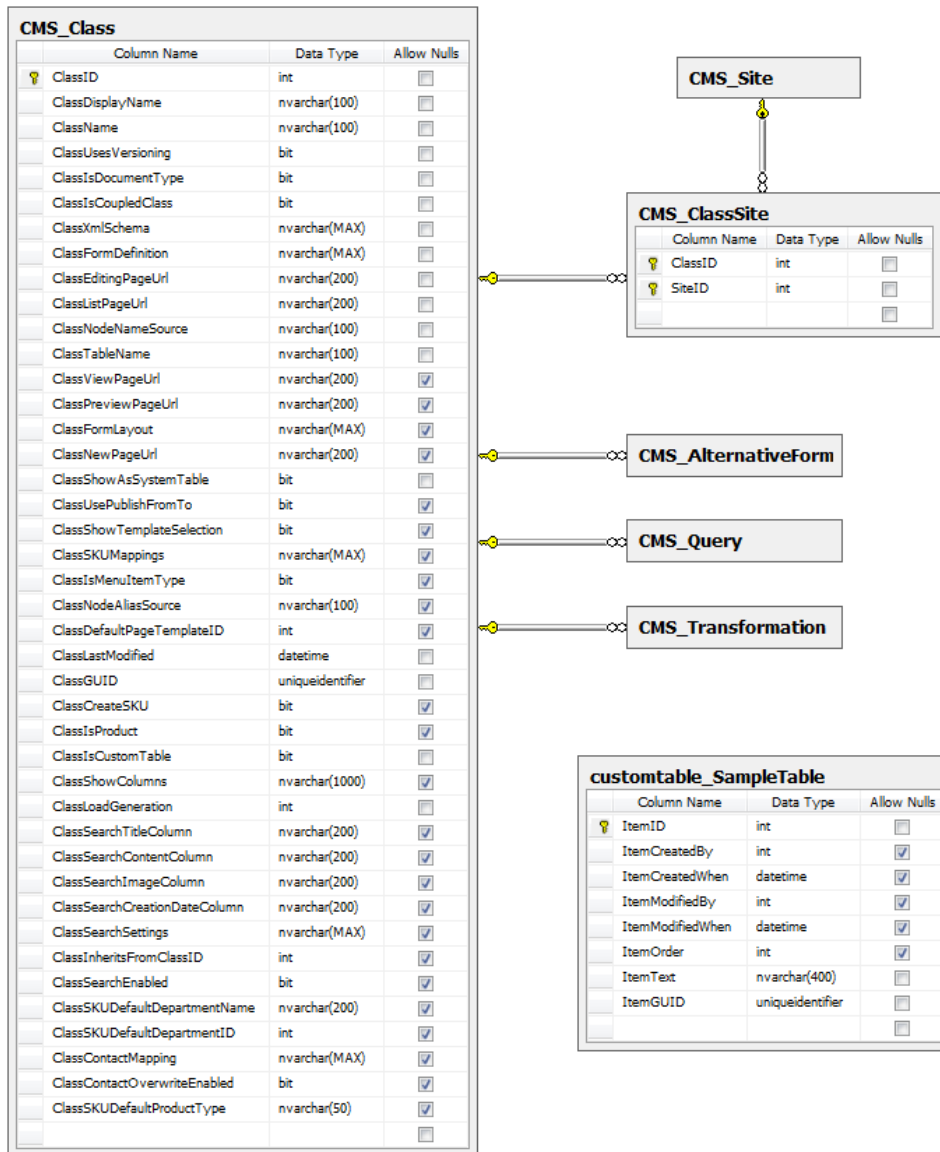 CMS_Class
Column Name Data Type Allow Nulls
ClassID int
ClassDisplayName nvarchar(100)
ClassName nvarchar(100)
ClassUsesVersioning bit
ClassIsDocumentType bit
ClassIsCoupledClass bit
ClassXmlSchema nvarchar(MAX)
ClassFormDefinition nvarchar(MAX)
ClassEditingPageUrl nvarchar(200)
ClassListPageUrl nvarchar(200)
ClassNodeNameSource nvarchar(100)
ClassTableName nvarchar(100)
ClassViewPageUrl nvarchar(200)
ClassPreviewPageUrl nvarchar(200)
ClassFormLayout nvarchar(MAX)
ClassNewPageUrl nvarchar(200)
ClassShowAsSystemTable bit
ClassUsePublishFromTo bit
ClassShowTemplateSelection bit
ClassSKUMappings nvarchar(MAX)
ClassIsMenuItemType bit
ClassNodeAliasSource nvarchar(100)
ClassDefaultPageTemplateID int
ClassLastModified datetime
ClassGUID uniqueidentifier
ClassCreateSKU bit
ClassIsProduct bit
ClassIsCustomTable bit
ClassShowColumns nvarchar(1000)
ClassLoadGeneration int
ClassSearchTitleColumn nvarchar(200)
ClassSearchContentColumn nvarchar(200)
ClassSearchImageColumn nvarchar(200)
ClassSearchCreationDateColumn nvarchar(200)
ClassSearchSettings nvarchar(MAX)
ClassInheritsFromClassID int
ClassSearchEnabled bit
ClassSKUDefaultDepartmentName nvarchar(200)
ClassSKUDefaultDepartmentID int
ClassContactMapping nvarchar(MAX)
ClassContactOverwriteEnabled bit
ClassSKUDefaultProductType nvarchar(50)
CMS_Site
CMS_ClassSite
Column Name Data Type Allow Nulls
ClassID int
SiteID int
CMS_AlternativeForm
CMS_Query
CMS_Transformation
customtable_SampleTable
Column Name Data Type Allow Nulls
ItemID int
ItemCreatedBy int
ItemCreatedWhen datetime
ItemModifiedBy int
ItemModifiedWhen datetime
ItemOrder int
ItemText nvarchar(400)
ItemGUID uniqueidentifier